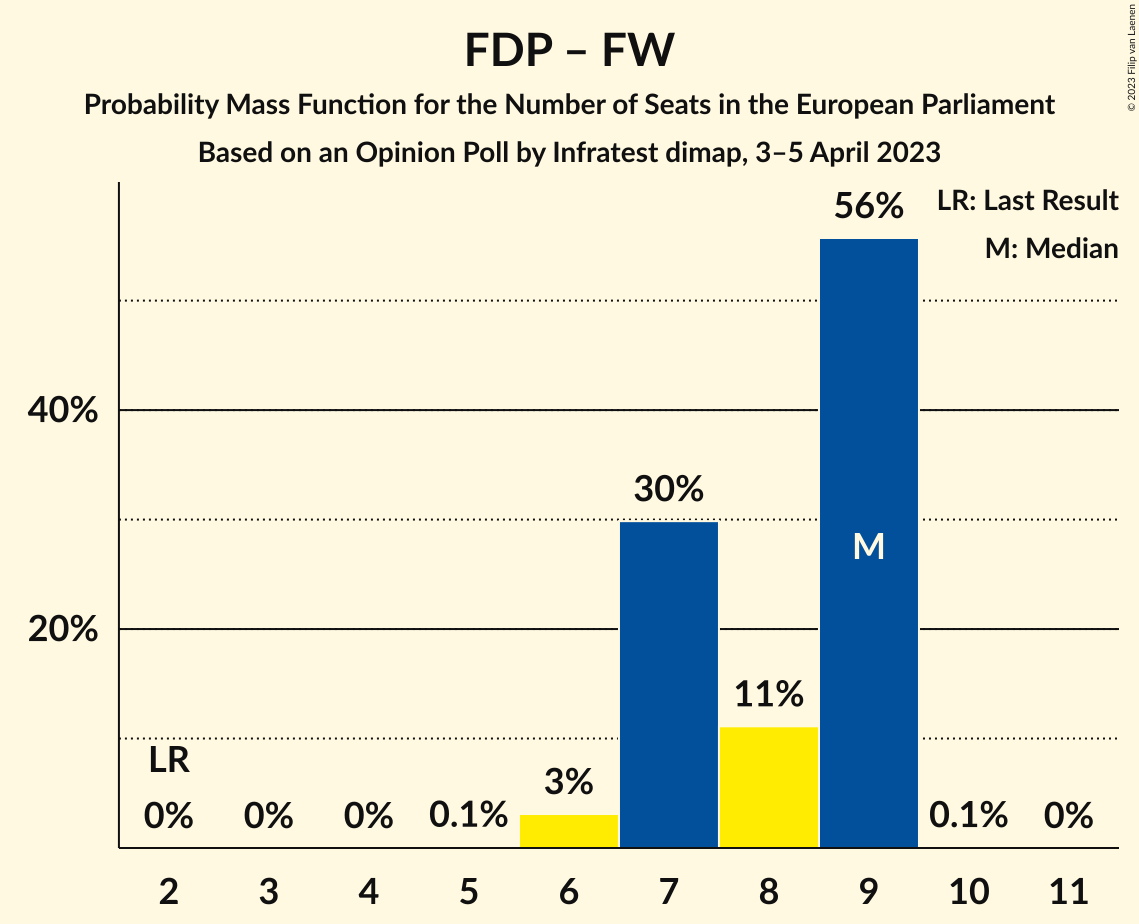 FDP – FW
Probability Mass Function for the Number of Seats in the European Parliament
Based on an Opinion Poll by Infratest dimap, 3–5 April 2023
© 2023 Filip van Laenen
LR: Last Result
M: Median
56%
40%
30%
M
20%
11%
LR
3%
0% 0% 0% 0.1% 0.1% 0%
2 3 4 5 6 7 8 9 10 11